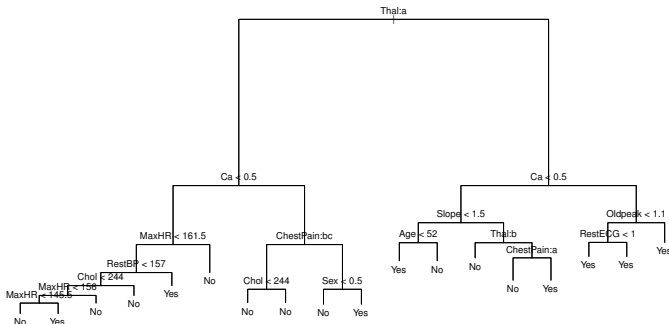 Thal:a
Ca < 0.5
Ca < 0.5
Slope < 1.5
Oldpeak < 1.1
MaxHR < 161.5
ChestPain:bc
Age < 52
Thal:b
RestECG < 1
ChestPain:a
Yes
RestBP < 157
Yes
No
No
Yes
Yes
Chol < 244
No
Chol < 244
Sex < 0.5
MaxHR < 156
No
Yes
MaxHR < 145.5
Yes
No
No
No
No
No
Yes
No
Yes